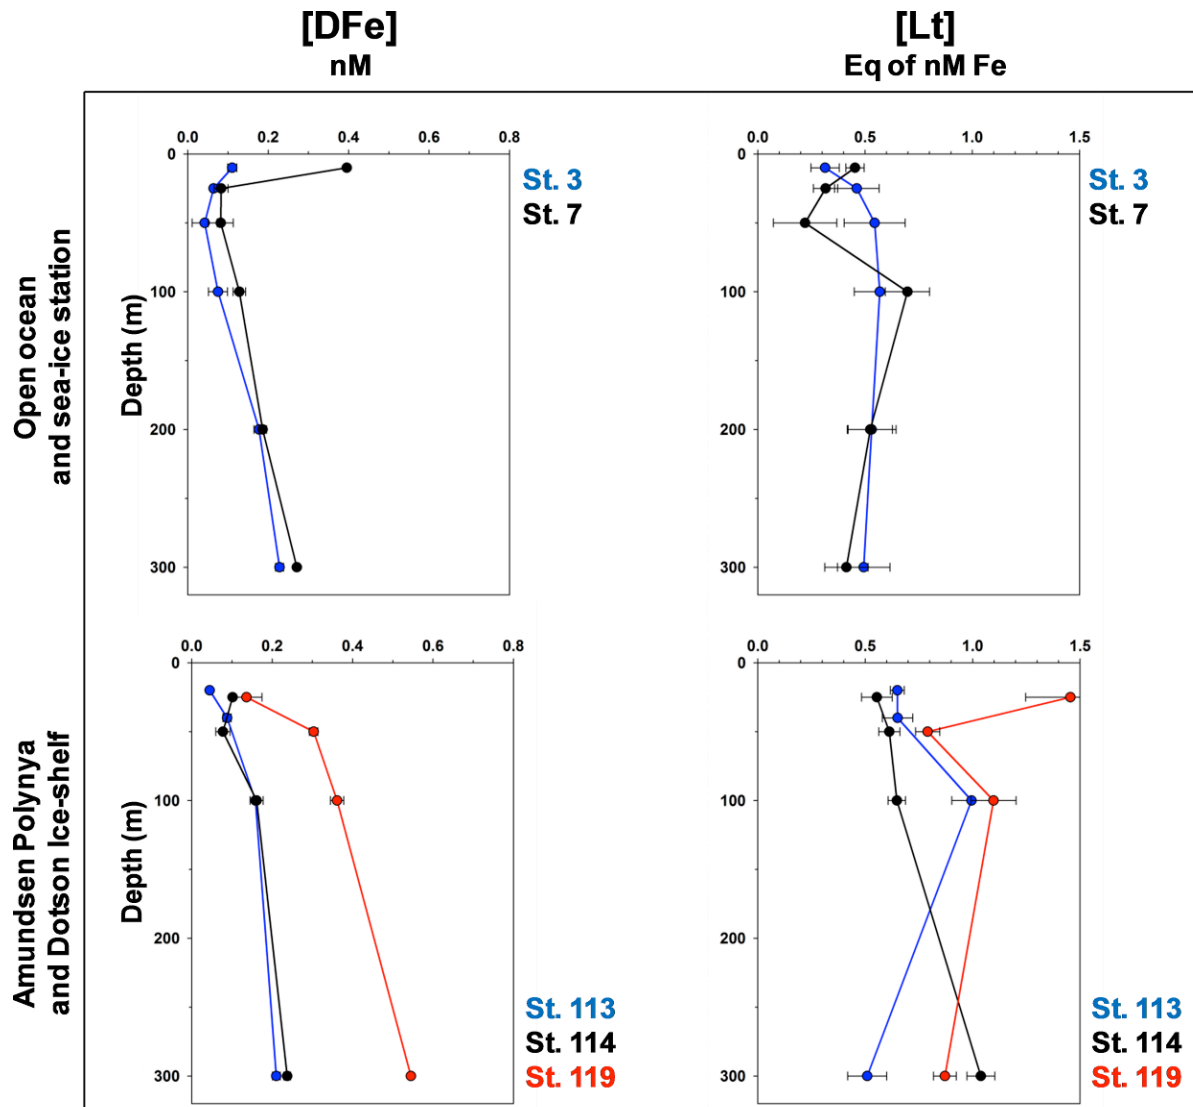 [DFe]
nM
[Lt]
Eq of nM Fe
Open ocean
and sea-ice station
0.0 0.2 0.4 0.6 0.8
0
100
200
300
Depth (m)
St. 3
St. 7
0.0 0.5 1.0 1.5
0
100
200
300
St. 3
St. 7
Amundsen Polynya
and Dotson Ice-shelf
0.0 0.2 0.4 0.6 0.8
0
100
200
300
Depth (m)
St. 113
St. 114
St. 119
0.0 0.5 1.0 1.5
0
100
200
300
St. 113
St. 114
St. 119